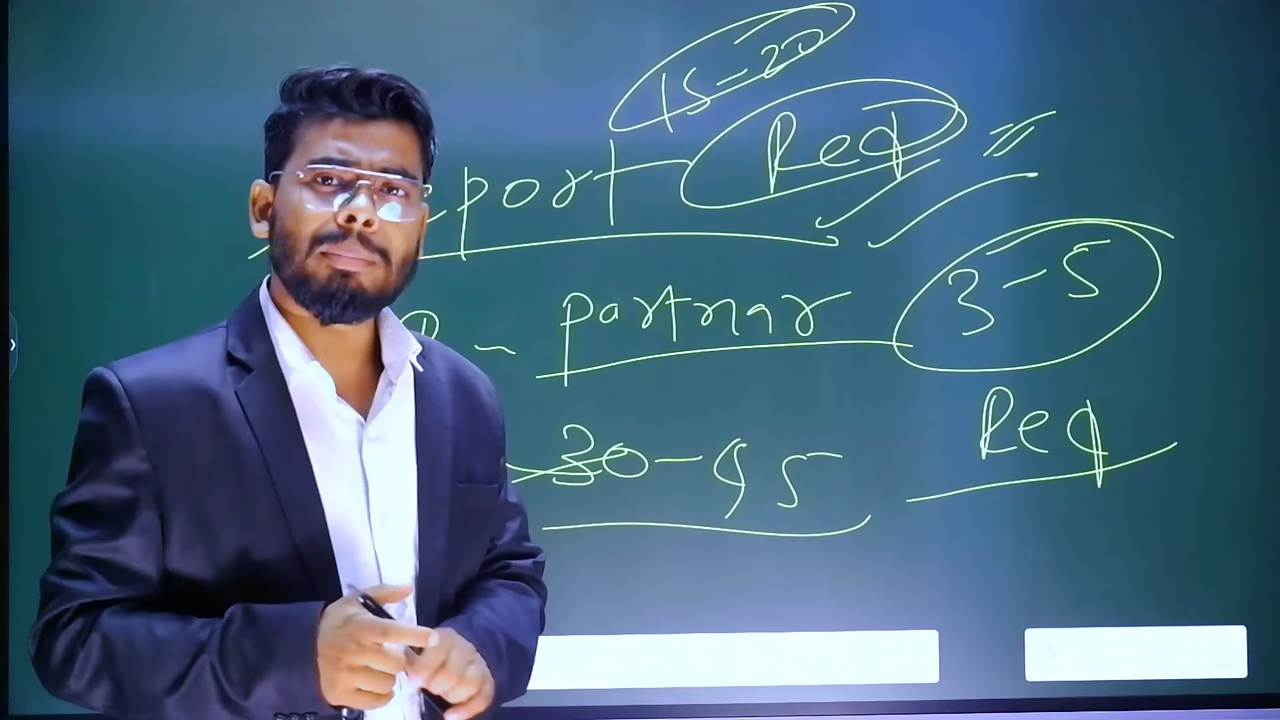 15-20
port - Req
- partnar 3-5
30-45 Req